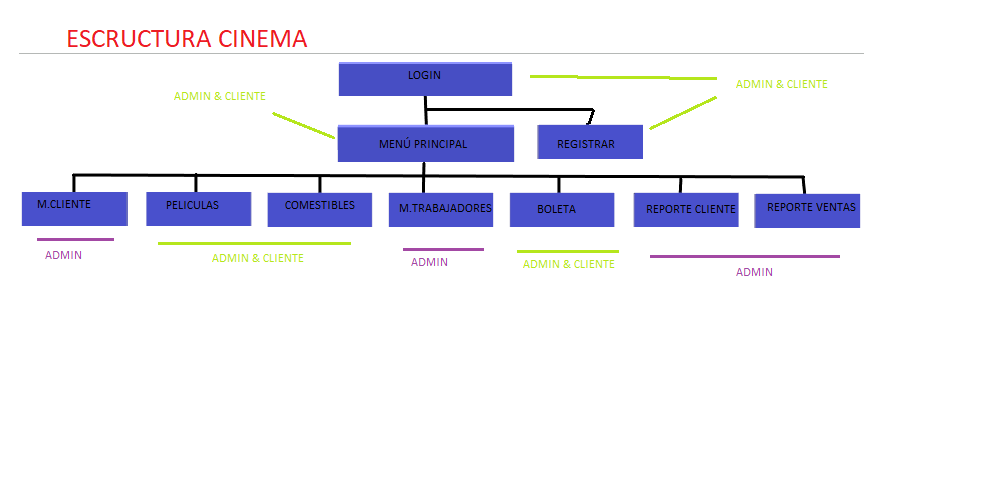 ESCRUCTURA CINEMA
LOGIN
ADMIN & CLIENTE
ADMIN & CLIENTE
MENÚ PRINCIPAL
REGISTRAR
M.CLIENTE
PELICULAS
COMESTIBLES
M.TRABAJADORES
BOLETA
REPORTE CLIENTE
REPORTE VENTAS
ADMIN
ADMIN & CLIENTE
ADMIN
ADMIN & CLIENTE
ADMIN